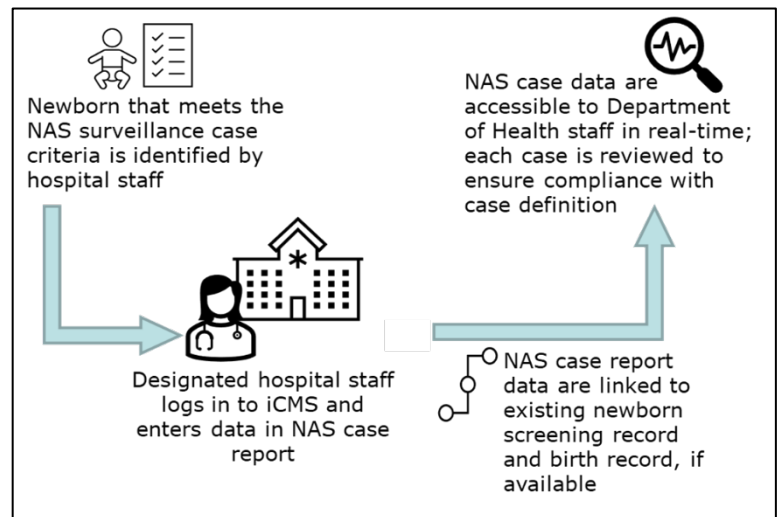 Newborn that meets the
NAS surveillance case
criteria is identified by
hospital staff
Designated hospital staff
logs in to iCMS and
enters data in NAS case
report
NAS case report
data are linked to
existing newborn
screening record
and birth record, if
available
NAS case data are
accessible to Department
of Health staff in real-time;
each case is reviewed to
ensure compliance with
case definition